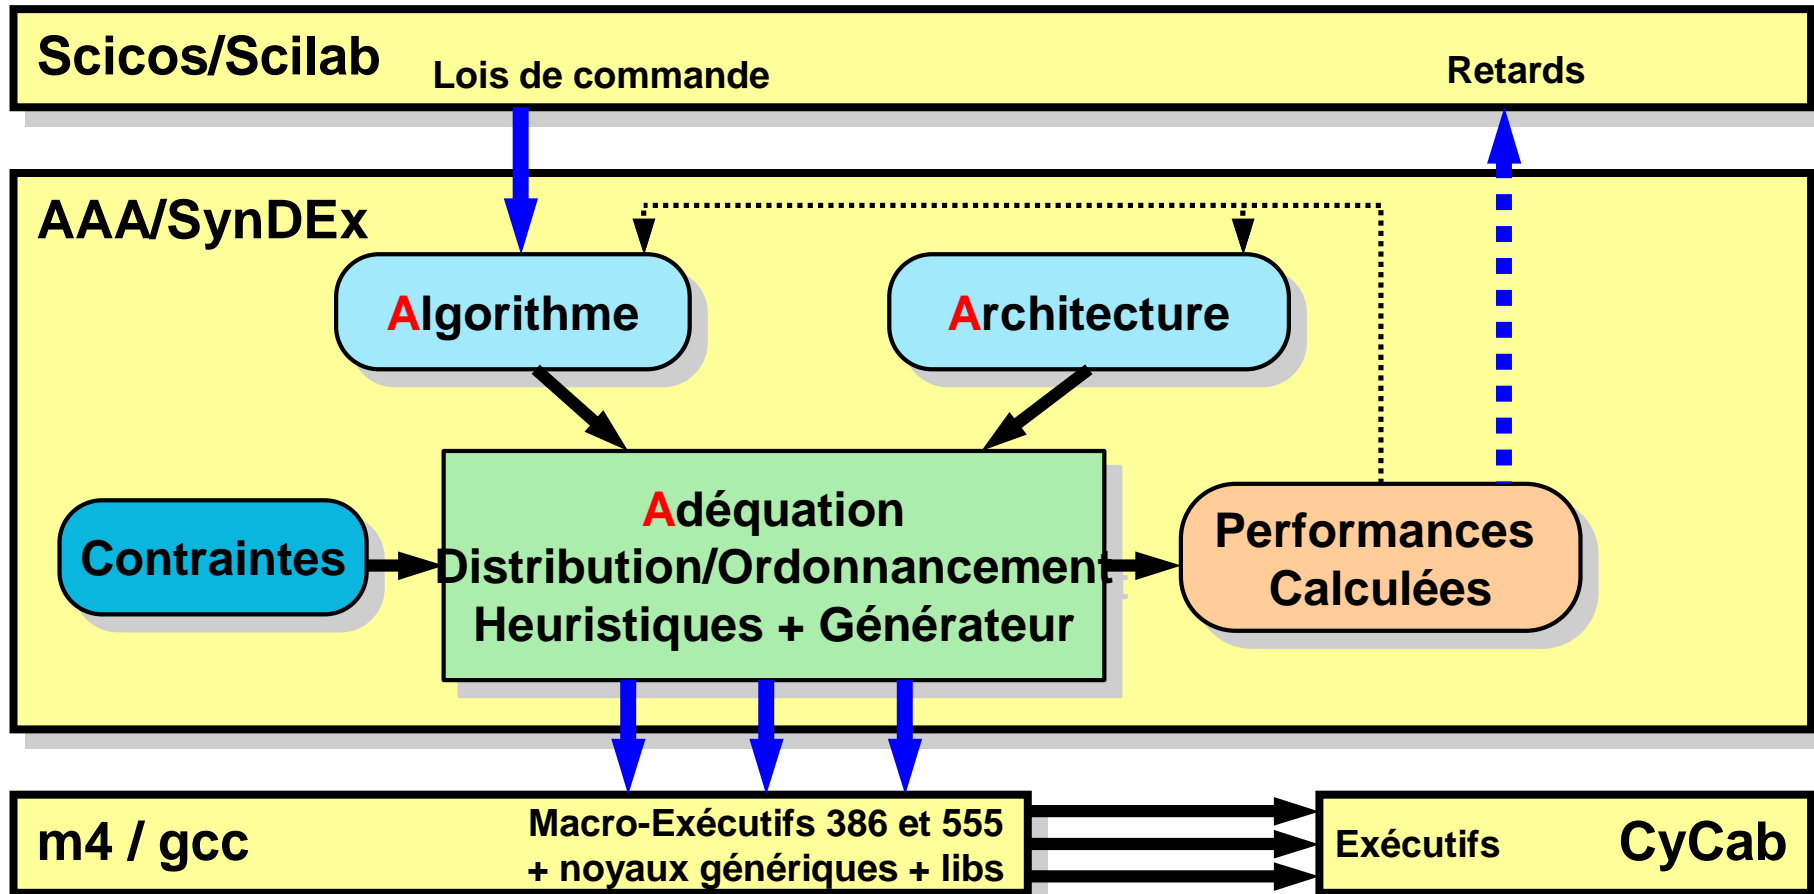 Scicos/Scilab
Lois de commande
Retards
AAA/SynDEx
Algorithme
Architecture
Contraintes
Adéquation
Distribution/Ordonnancement
Heuristiques + Générateur
Performances
Calculées
m4 / gcc
Macro-Exécutifs 386 et 555
+ noyaux génériques + libs
Exécutifs
CyCab